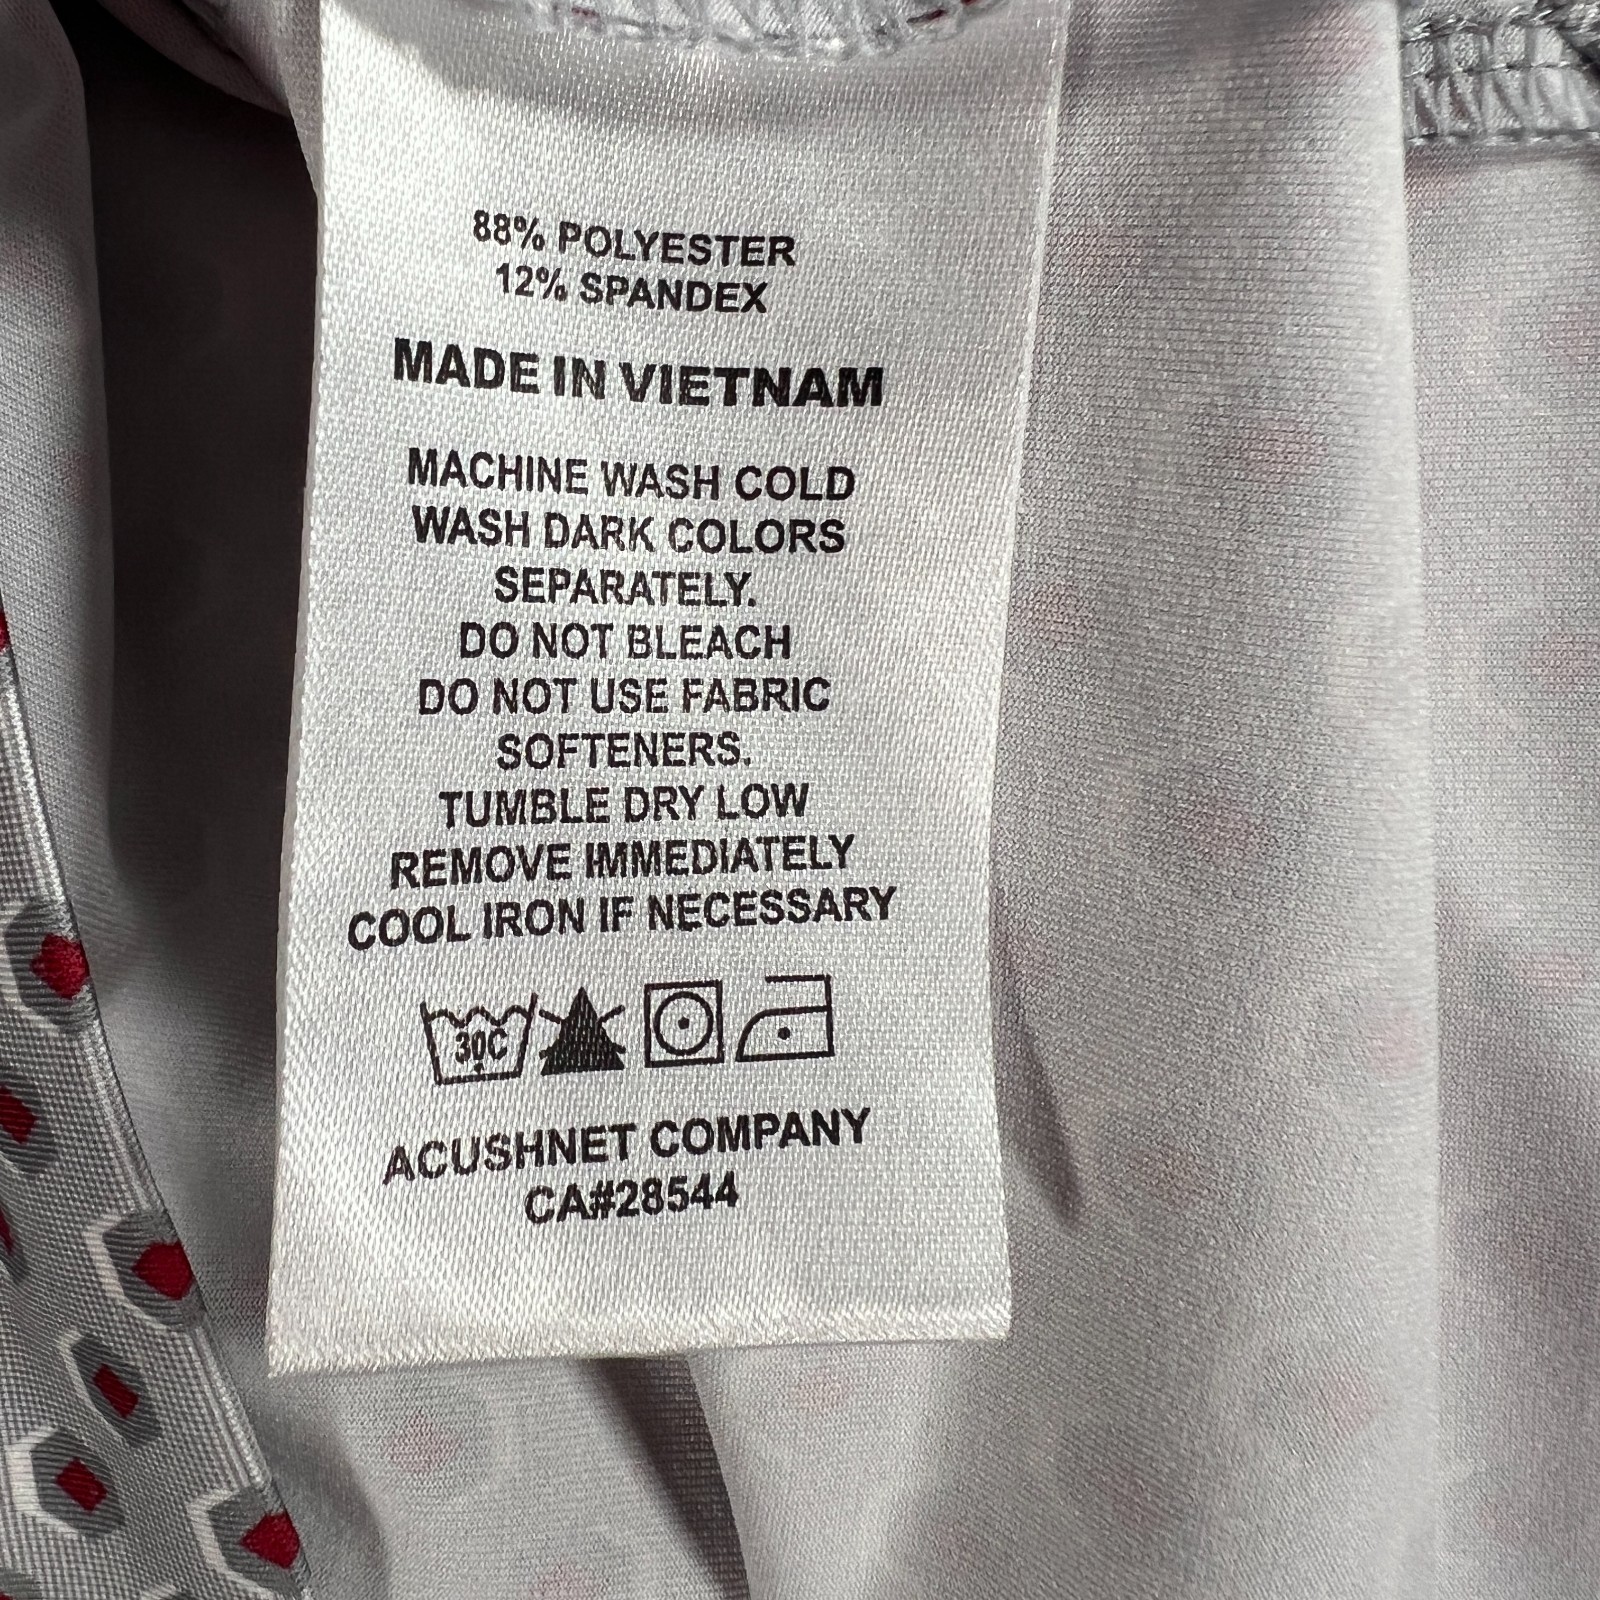 88% POLYESTER
12% SPANDEX
MADE IN VIETNAM
MACHINE WASH COLD
WASH DARK COLORS
SEPARATELY.
DO NOT BLEACH
DO NOT USE FABRIC
SOFTENERS.
TUMBLE DRY LOW
REMOVE IMMEDIATELY
COOL IRON IF NECESSARY
30C
ACUSHNET COMPANY
CA#28544